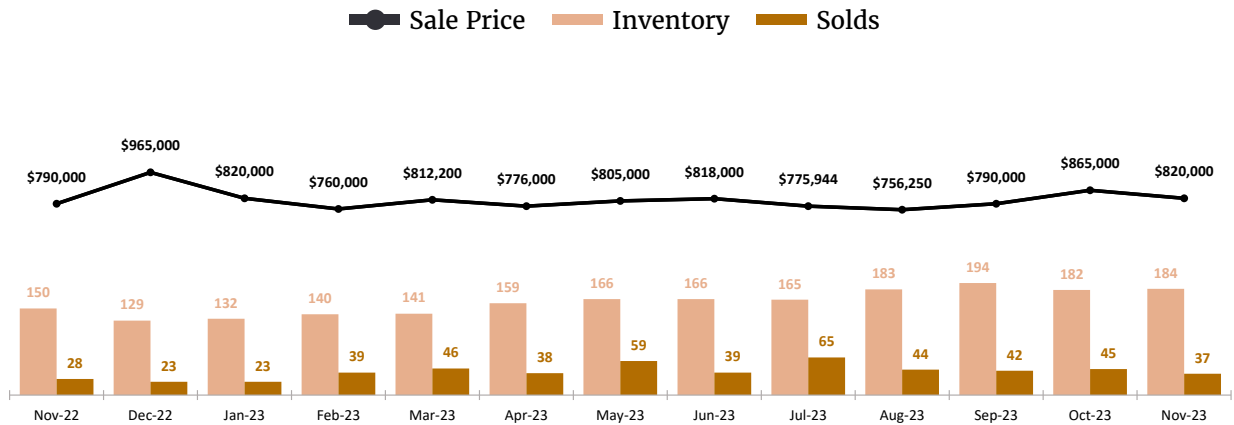 Sale Price Inventory Solds
$965,000
$865,000
$790,000 $820,000 $760,000 $812,200 $776,000 $805,000 $818,000 $775,944 $756,250 $790,000 $820,000
150 129 132 140 141 159 166 166 165 183 194 182 184
28 23 23 39 46 38 59 39 65 44 42 45 37
Nov-22 Dec-22 Jan-23 Feb-23 Mar-23 Apr-23 May-23 Jun-23 Jul-23 Aug-23 Sep-23 Oct-23 Nov-23